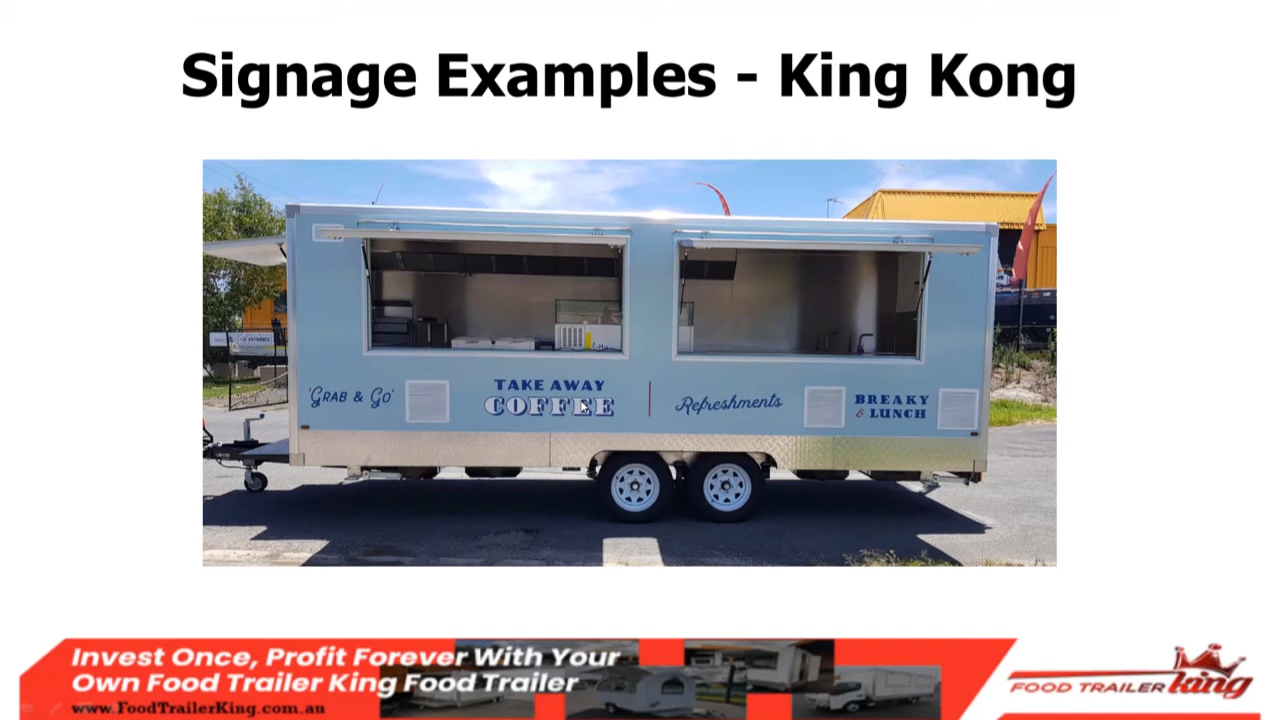 Signage Examples - King Kong
ENTRANCE
'GRAB & GO'
TAKE AWAY
COFFEE
Refreshments
BREAKY
& LUNCH
Invest Once, Profit Forever With Your
Own Food Trailer King Food Trailer
www.FoodTrailerKing.com.au
FOOD TRAILER king